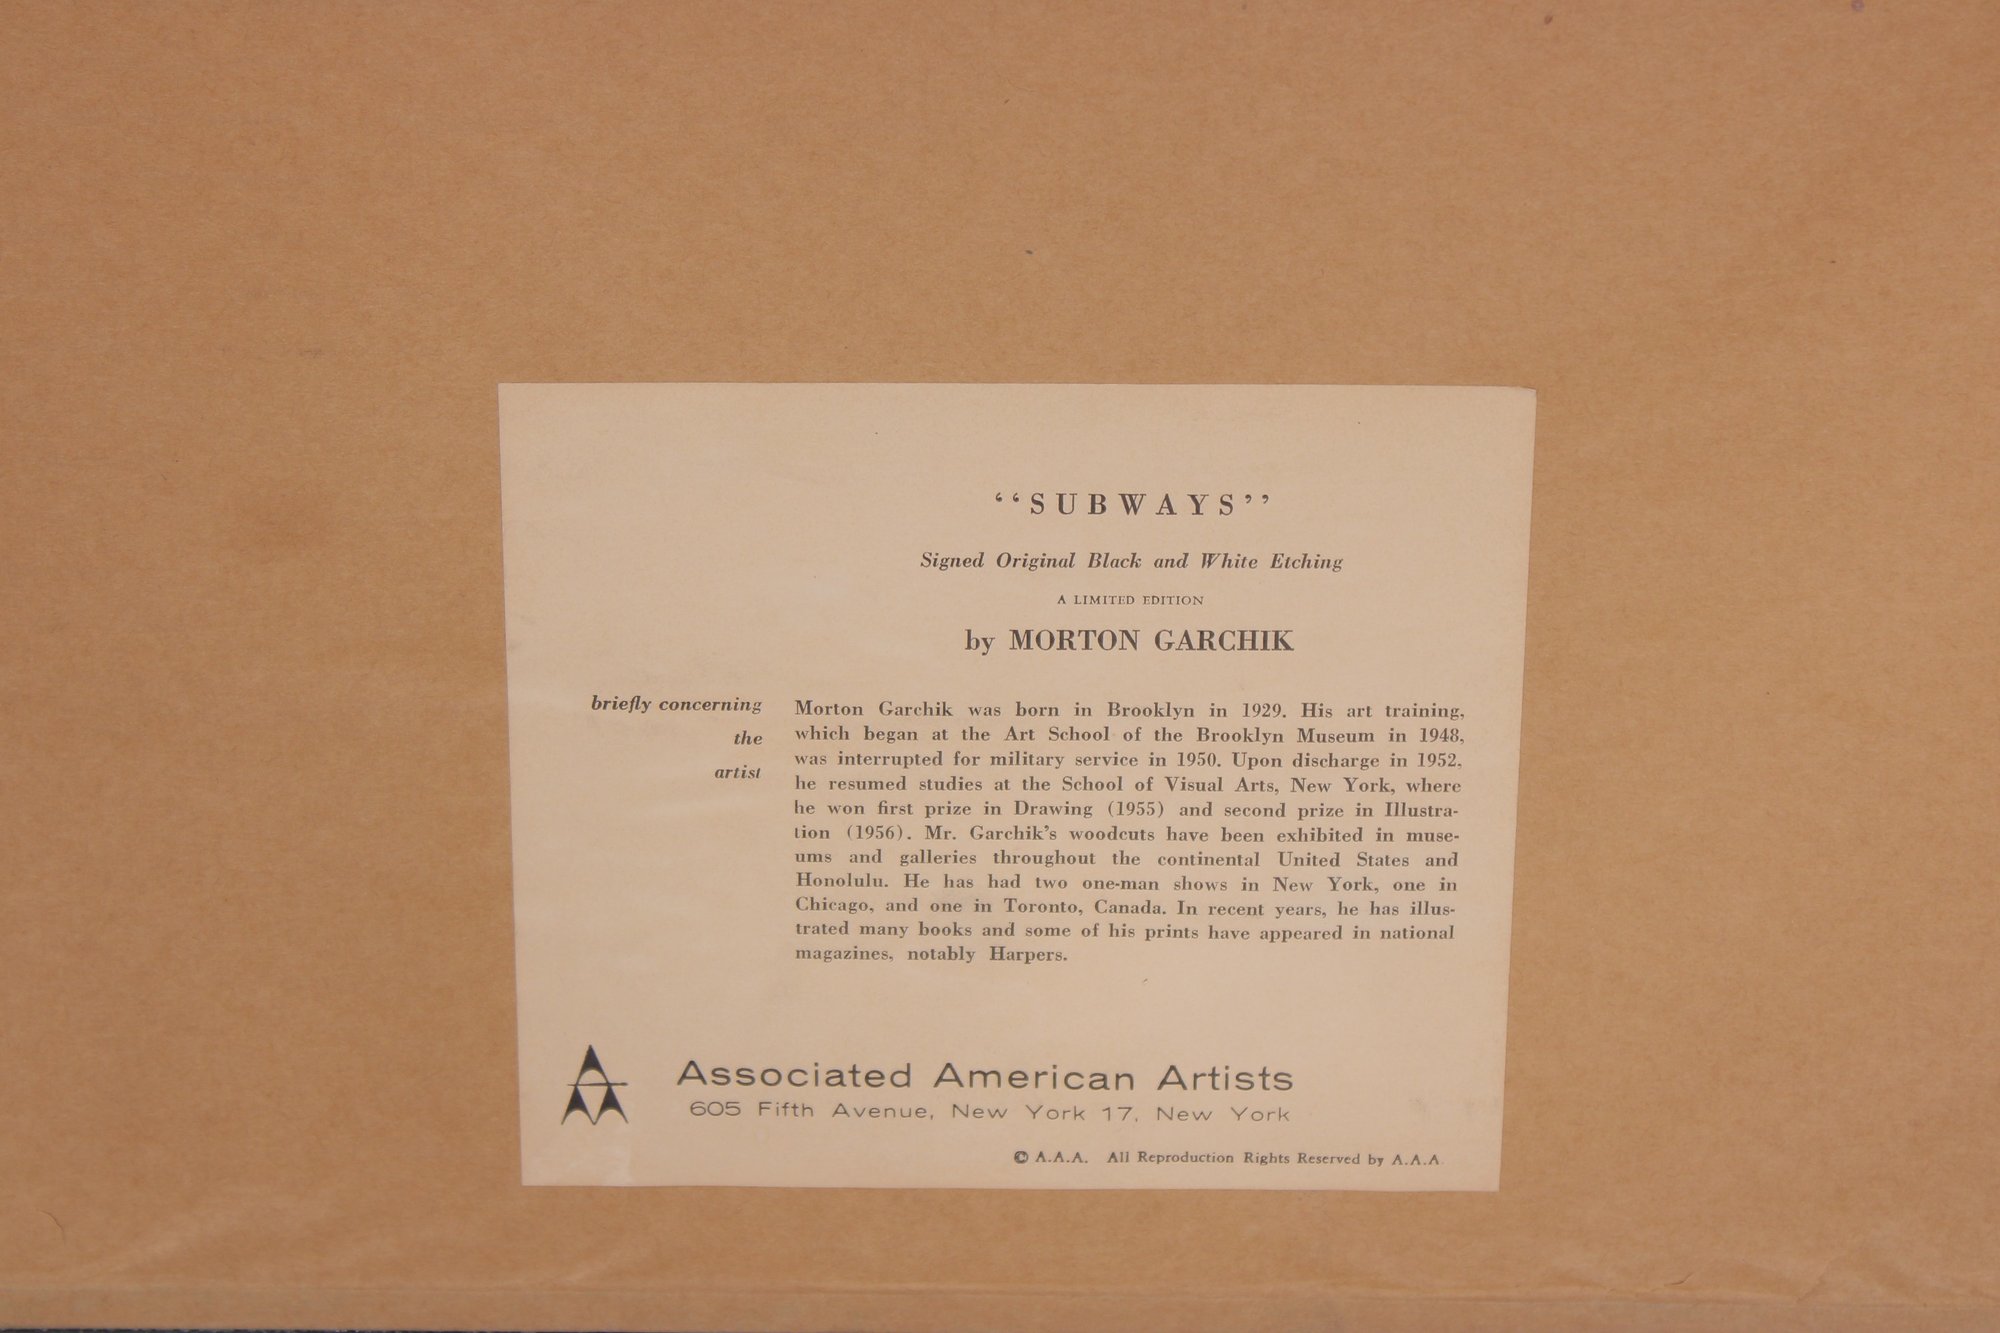 “SUBWAYS”
Signed Original Black and White Etching
A LIMITED EDITION
by MORTON GARCHIK
briefly concerning
the
artist
Morton Garchik was born in Brooklyn in 1929. His art training,
which began at the Art School of the Brooklyn Museum in 1948,
was interrupted for military service in 1950. Upon discharge in 1952,
he resumed studies at the School of Visual Arts, New York, where
he won first prize in Drawing (1955) and second prize in Illustra-
tion (1956). Mr. Garchik’s woodcuts have been exhibited in muse-
ums and galleries throughout the continental United States and
Honolulu. He has had two one-man shows in New York, one in
Chicago, and one in Toronto, Canada. In recent years, he has illus-
trated many books and some of his prints have appeared in national
magazines, notably Harpers.
Associated American Artists
605 Fifth Avenue, New York 17, New York
© A.A.A. All Reproduction Rights Reserved by A.A.A.